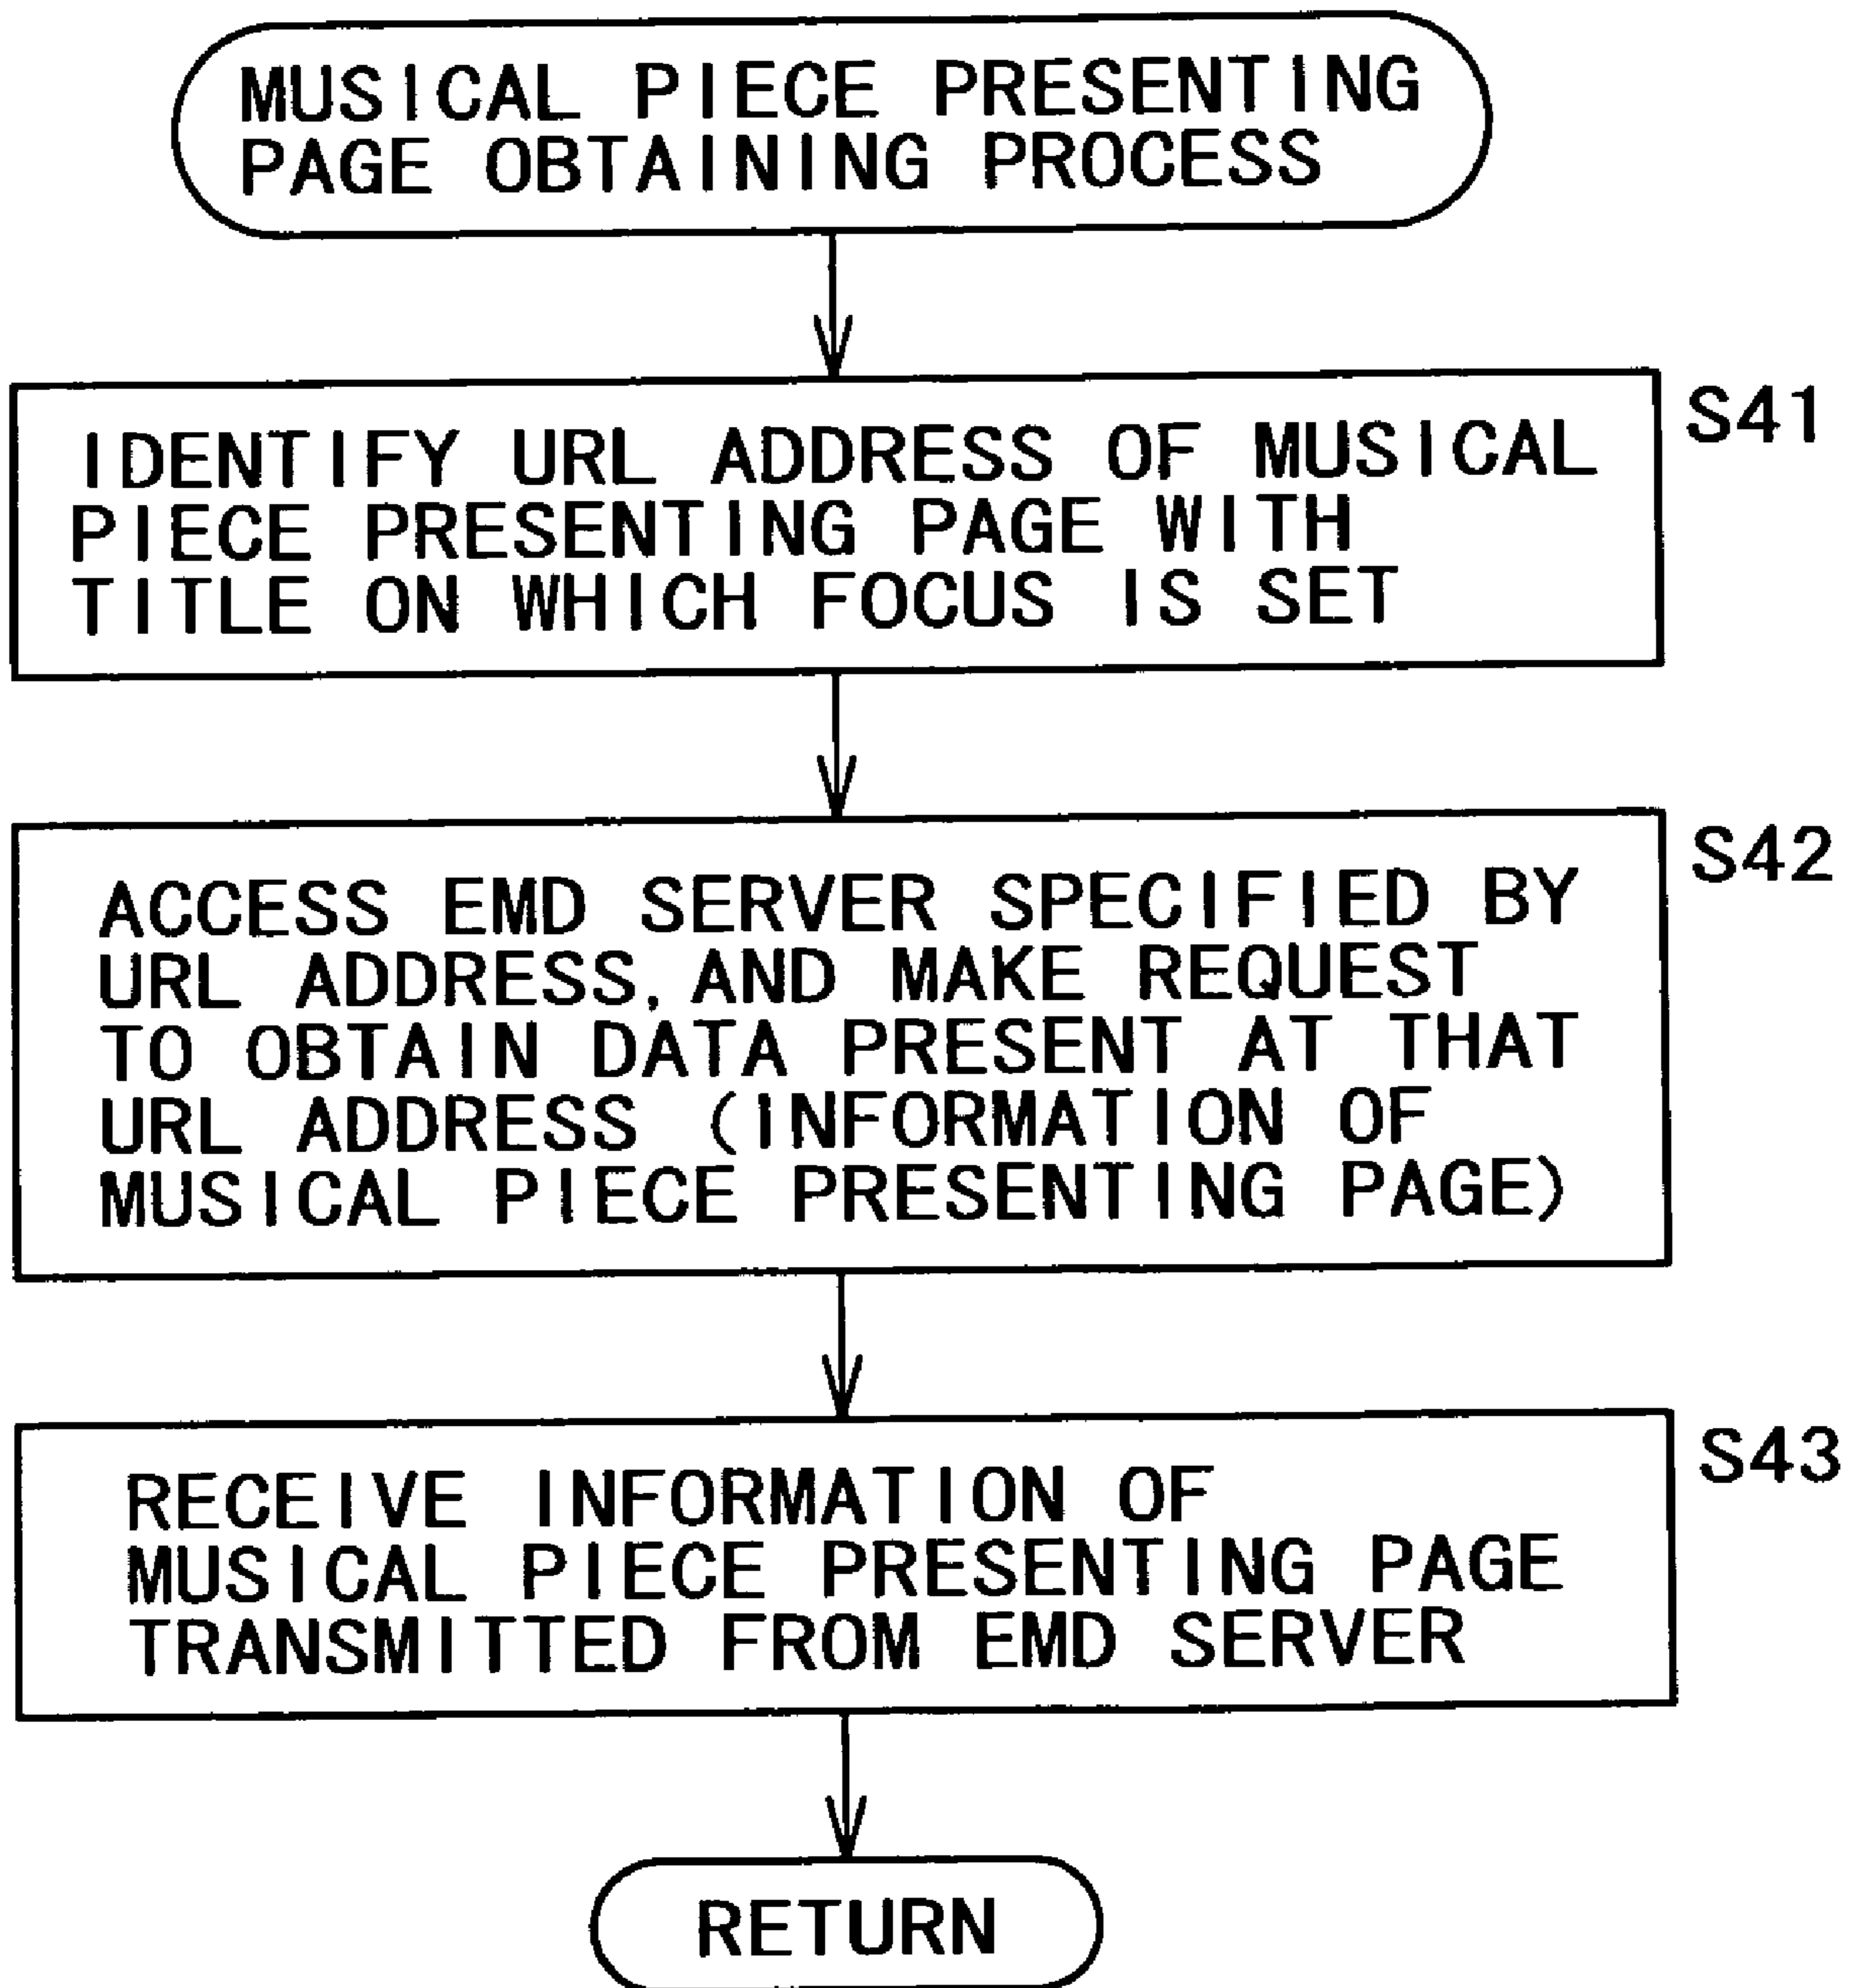 MUSICAL PIECE PRESENTING
PAGE OBTAINING PROCESS
S41
IDENTIFY URL ADDRESS OF MUSICAL
PIECE PRESENTING PAGE WITH
TITLE ON WHICH FOCUS IS SET
S42
ACCESS EMD SERVER SPECIFIED BY
URL ADDRESS, AND MAKE REQUEST
TO OBTAIN DATA PRESENT AT THAT
URL ADDRESS (INFORMATION OF
MUSICAL PIECE PRESENTING PAGE)
S43
RECEIVE INFORMATION OF
MUSICAL PIECE PRESENTING PAGE
TRANSMITTED FROM EMD SERVER
RETURN